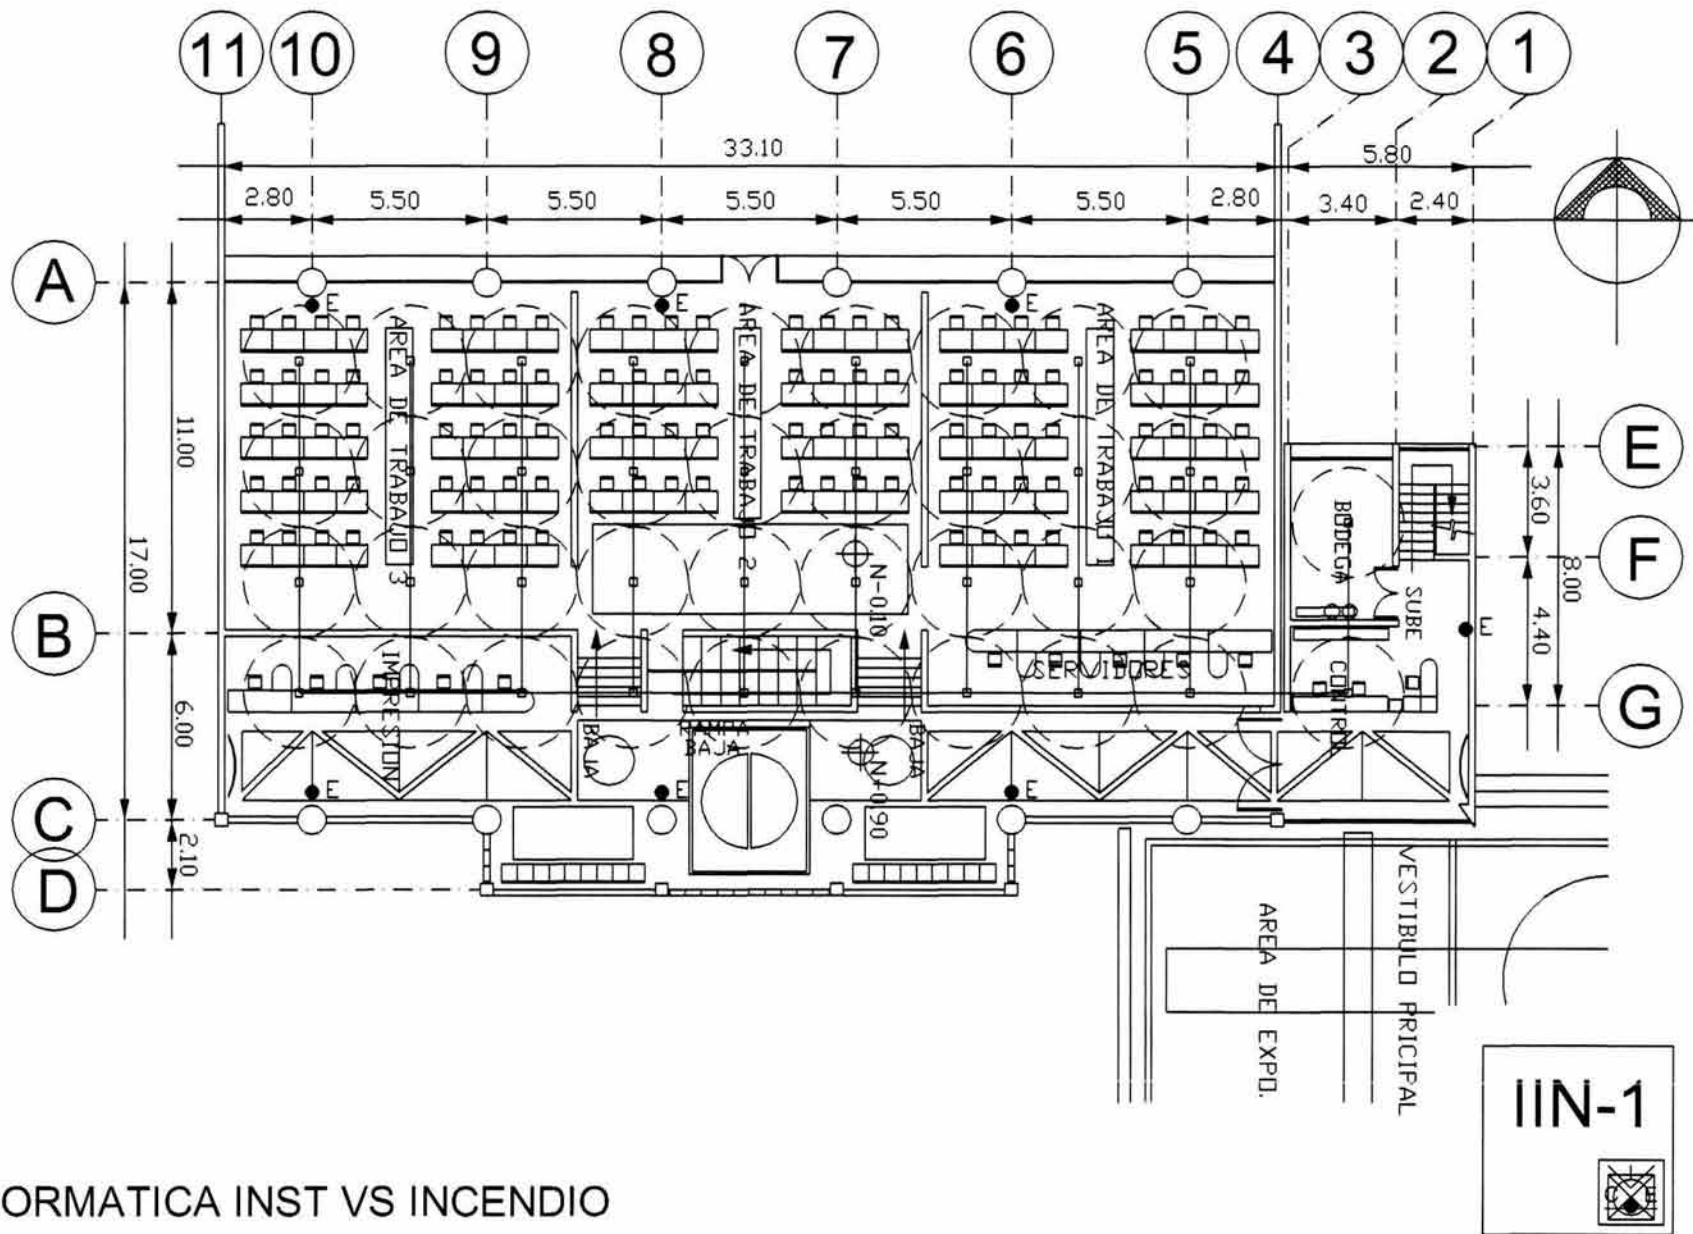 11 10 9 8 7 6 5 4 3 2 1
33.10 5.80
2.80 5.50 5.50 5.50 5.50 5.50 2.80 3.40 2.40
A
B
C
D
E
F
G
11.00
17.00
6.00
2.10
3.60
8.00
4.40
E E E
AREA DE TRABAJO 3
AREA DE TRABAJO 2
AREA DE TRABAJO 1
BODEGA
SUBE
E
N-0.10
IMPRESION
SERVIDORES
CONTROL
BAJA
RAMPA
BAJA
BAJA
N+0.90
E E E
AREA DE EXPO.
VESTIBULO PRICIPAL
IIN-1
ORMATICA INST VS INCENDIO